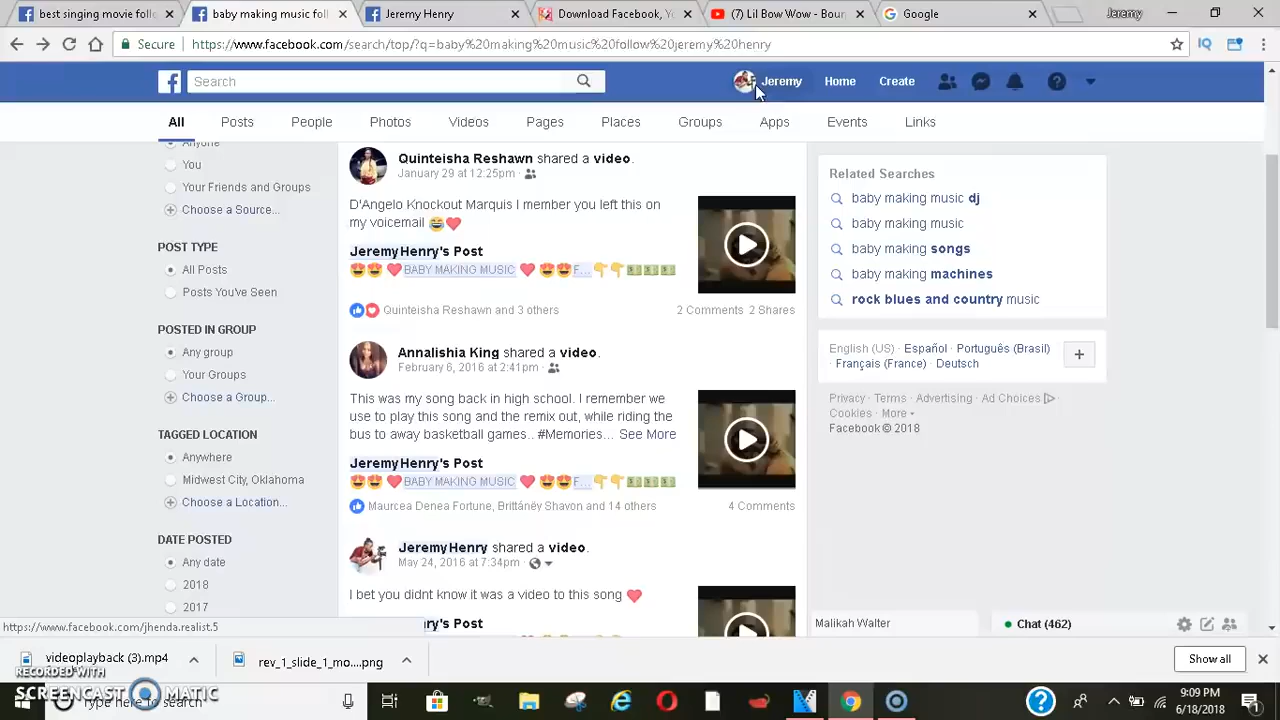 best singing music foll
baby making music foll
Jeremy Henry
Download Facebook, Yo
(7) Lil Bow Wow - Boun
Google
Jeremy
Secure
https://www.facebook.com/search/top/?q=baby%20making%20music%20follow%20jeremy%20henry
Search
Jeremy
Home
Create
All
Posts
People
Photos
Videos
Pages
Places
Groups
Apps
Events
Links
Anyone
You
Your Friends and Groups
Choose a Source...
POST TYPE
All Posts
Posts You've Seen
POSTED IN GROUP
Any group
Your Groups
Choose a Group...
TAGGED LOCATION
Anywhere
Midwest City, Oklahoma
Choose a Location...
DATE POSTED
Any date
2018
2017
Quinteisha Reshawn shared a video.
January 29 at 12:25pm
D'Angelo Knockout Marquis I member you left this on
my voicemail 😂❤
Jeremy Henry's Post
😍😍 ❤BABY MAKING MUSIC ❤ 😍😍F...👇👇💵💵💵
Quinteisha Reshawn and 3 others
2 Comments 2 Shares
Annalishia King shared a video.
February 6, 2016 at 2:41pm
This was my song back in high school. I remember we
use to play this song and the remix out, while riding the
bus to away basketball games.. #Memories... See More
Jeremy Henry's Post
😍😍 ❤BABY MAKING MUSIC ❤ 😍😍F...👇👇💵💵💵
Maurcea Denea Fortune, Brittánëy Shavon and 14 others
4 Comments
Jeremy Henry shared a video.
May 24, 2016 at 7:34pm
I bet you didnt know it was a video to this song ❤
ry's Post
Related Searches
baby making music dj
baby making music
baby making songs
baby making machines
rock blues and country music
English (US) · Español · Português (Brasil)
· Français (France) · Deutsch
Privacy · Terms · Advertising · Ad Choices ·
Cookies · More
Facebook © 2018
Malikah Walter
Chat (462)
https://www.facebook.com/jhenda.realist.5
videoplayback (3).mp4
rev_1_slide_1_mo....png
Show all
RECORDED WITH
SCREENCAST MATIC
Type here to search
9:09 PM
6/18/2018
1